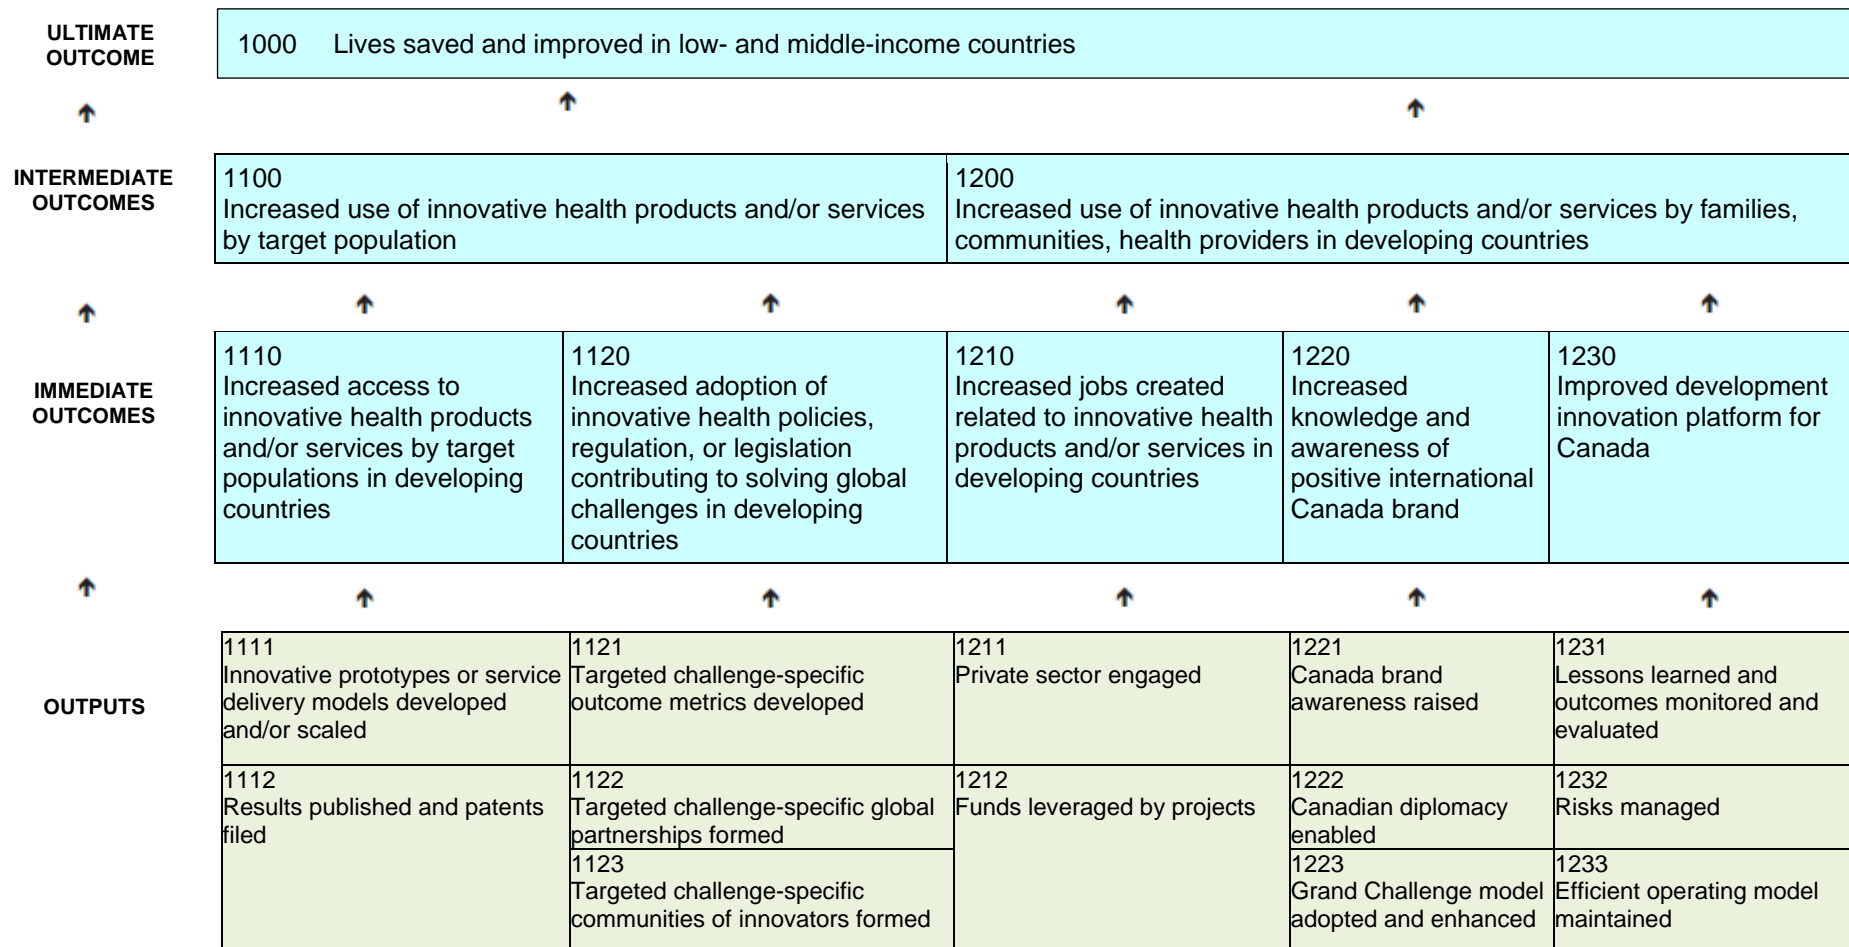 ULTIMATE
OUTCOME
1000 Lives saved and improved in low- and middle-income countries
INTERMEDIATE
OUTCOMES
1100
Increased use of innovative health products and/or services
by target population
1200
Increased use of innovative health products and/or services by families,
communities, health providers in developing countries
IMMEDIATE
OUTCOMES
1110
Increased access to
innovative health products
and/or services by target
populations in developing
countries
1120
Increased adoption of
innovative health policies,
regulation, or legislation
contributing to solving global
challenges in developing
countries
1210
Increased jobs created
related to innovative health
products and/or services in
developing countries
1220
Increased
knowledge and
awareness of
positive international
Canada brand
1230
Improved development
innovation platform for
Canada
OUTPUTS
1111
Innovative prototypes or service
delivery models developed
and/or scaled
1121
Targeted challenge-specific
outcome metrics developed
1211
Private sector engaged
1221
Canada brand
awareness raised
1231
Lessons learned and
outcomes monitored and
evaluated
1112
Results published and patents
filed
1122
Targeted challenge-specific global
partnerships formed
1212
Funds leveraged by projects
1222
Canadian diplomacy
enabled
1232
Risks managed
1123
Targeted challenge-specific
communities of innovators formed
1223
Grand Challenge model
adopted and enhanced
1233
Efficient operating model
maintained